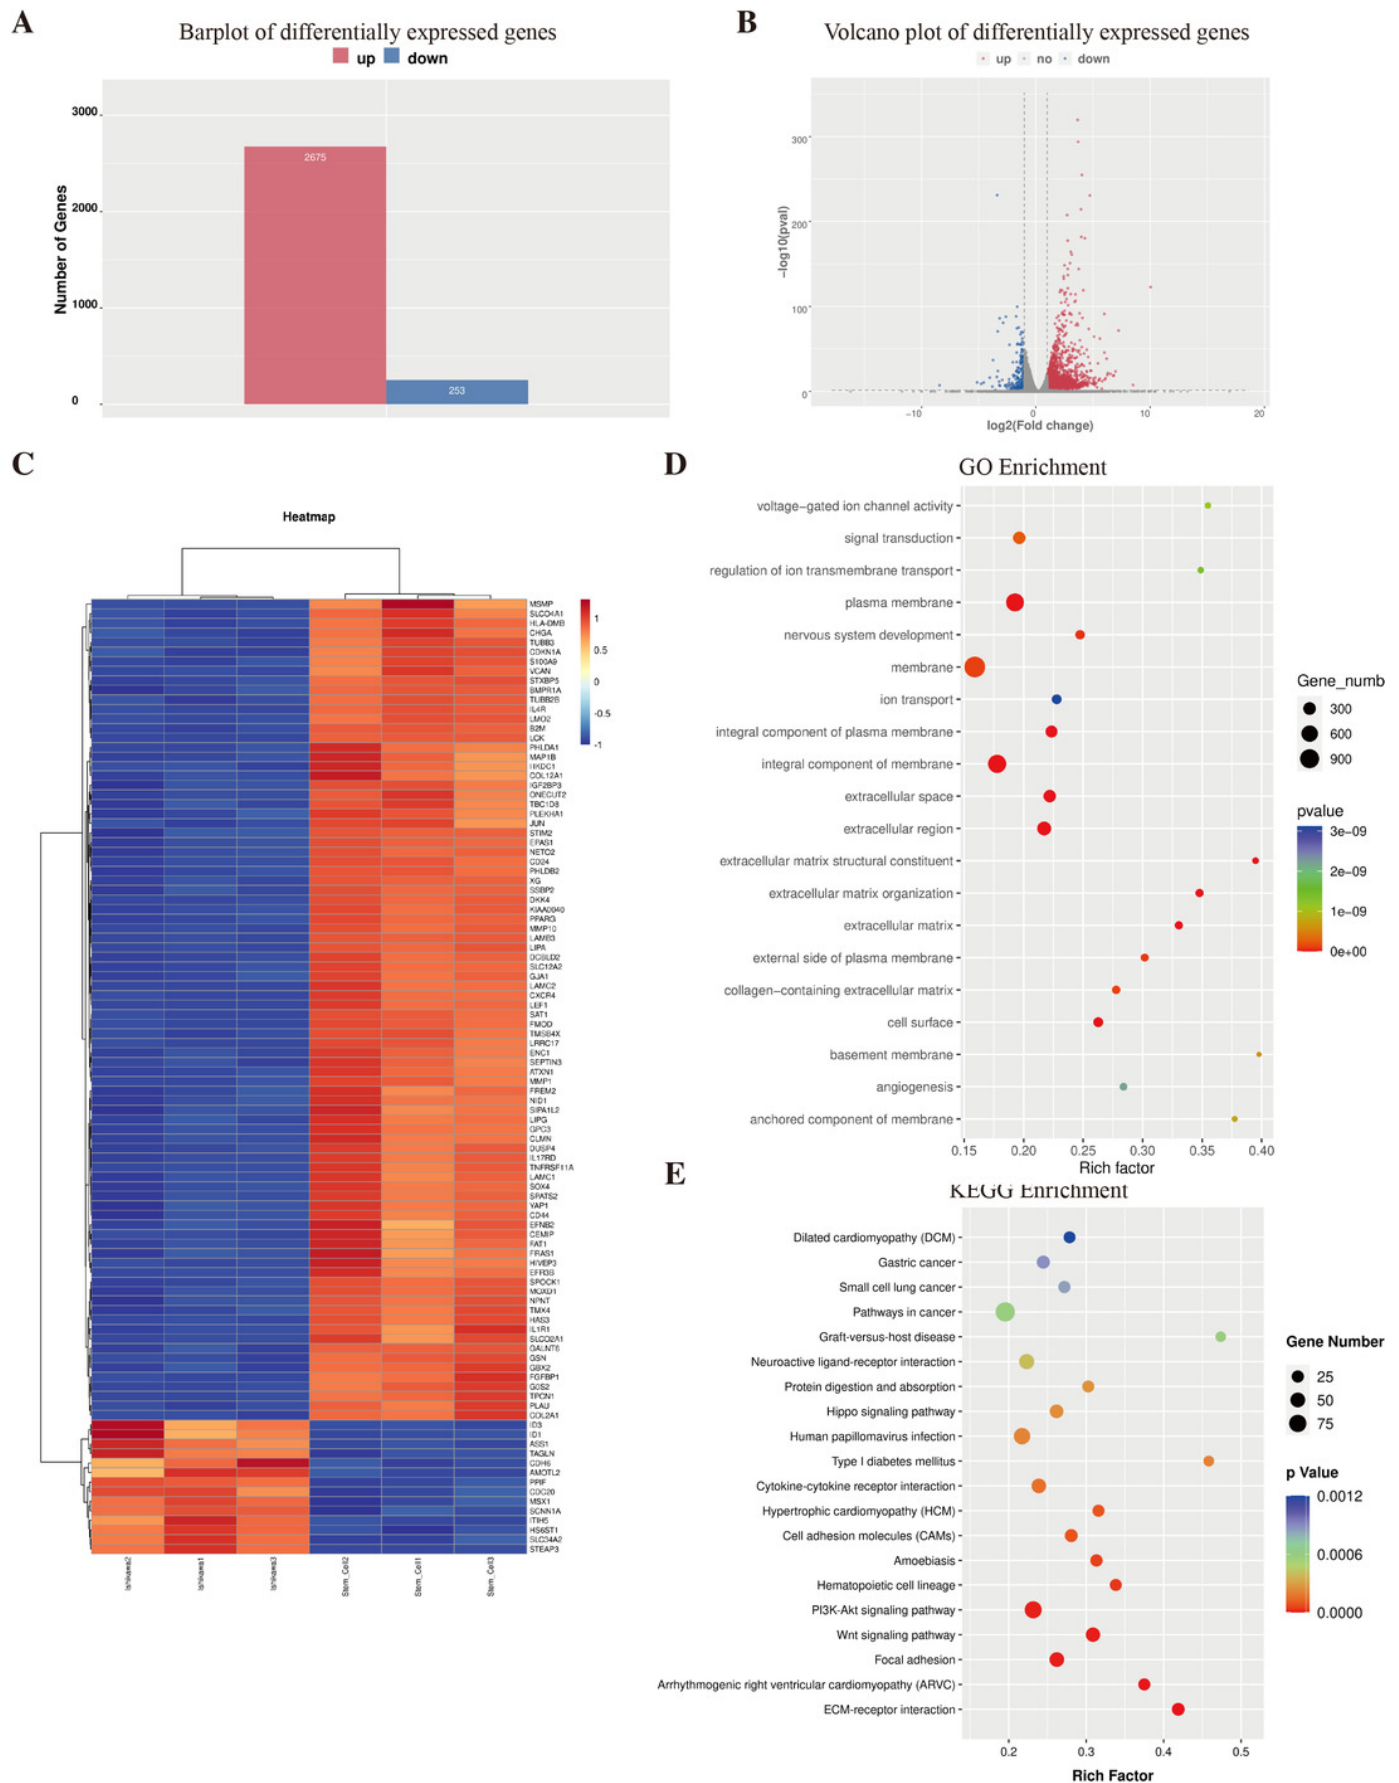 A
Barplot of differentially expressed genes
up down
Number of Genes
3000
2000
1000
0
2675
253
B
Volcano plot of differentially expressed genes
up no down
-log10(pval)
300
200
100
0
-10 0 10 20
log2(Fold change)
C
Heatmap
1
0.5
0
-0.5
-1
MSMP
SLCO4A1
HLA-DMB
CHGA
TUBB3
CDKN1A
S100A9
VCAN
STXBP5
BMPR1A
TUBB2B
IL4R
LMO2
B2M
LCK
PHLDA1
MAP1B
HKDC1
COL12A1
IGF2BP3
ONECUT2
TBC1D8
PLEKHA1
JUN
STIM2
EPAS1
NETO2
CD24
PHLDB2
XG
SSBP2
DKK4
KIAA0040
PPARG
MMP10
LAMB3
LIPA
DCBLD2
SLC12A2
GJA1
LAMC2
CXCR4
LEF1
SAT1
FMOD
TMSB4X
LRRC17
ENC1
SEPTIN3
ATXN1
MMP1
FREM2
NID1
SIPA1L2
LIPG
GPC3
CLMN
DUSP4
IL17RD
TNFRSF11A
LAMC1
SOX4
SPATS2
YAP1
CD44
EFNB2
CEMIP
FAT1
FRAS1
HIVEP3
EFR3B
SPOCK1
MOXD1
NPNT
TMX4
HAS3
IL1R1
SLCO2A1
GALNT6
GSN
GBX2
FGFBP1
G0S2
TPCN1
PLAU
COL2A1
ID3
ID1
ASS1
TAGLN
CDH6
AMOTL2
PPIF
CDC20
MSX1
SCNN1A
ITIH5
HS6ST1
SLC34A2
STEAP3
Ishikawa2 Ishikawa1 Ishikawa3 Stem_Cell2 Stem_Cell1 Stem_Cell3
D
GO Enrichment
voltage-gated ion channel activity
signal transduction
regulation of ion transmembrane transport
plasma membrane
nervous system development
membrane
ion transport
integral component of plasma membrane
integral component of membrane
extracellular space
extracellular region
extracellular matrix structural constituent
extracellular matrix organization
extracellular matrix
external side of plasma membrane
collagen-containing extracellular matrix
cell surface
basement membrane
angiogenesis
anchored component of membrane
0.15 0.20 0.25 0.30 0.35 0.40
Rich factor
Gene_numb
300
600
900
pvalue
3e-09
2e-09
1e-09
0e+00
E
KEGG Enrichment
Dilated cardiomyopathy (DCM)
Gastric cancer
Small cell lung cancer
Pathways in cancer
Graft-versus-host disease
Neuroactive ligand-receptor interaction
Protein digestion and absorption
Hippo signaling pathway
Human papillomavirus infection
Type I diabetes mellitus
Cytokine-cytokine receptor interaction
Hypertrophic cardiomyopathy (HCM)
Cell adhesion molecules (CAMs)
Amoebiasis
Hematopoietic cell lineage
PI3K-Akt signaling pathway
Wnt signaling pathway
Focal adhesion
Arrhythmogenic right ventricular cardiomyopathy (ARVC)
ECM-receptor interaction
0.2 0.3 0.4 0.5
Rich Factor
Gene Number
25
50
75
p Value
0.0012
0.0006
0.0000